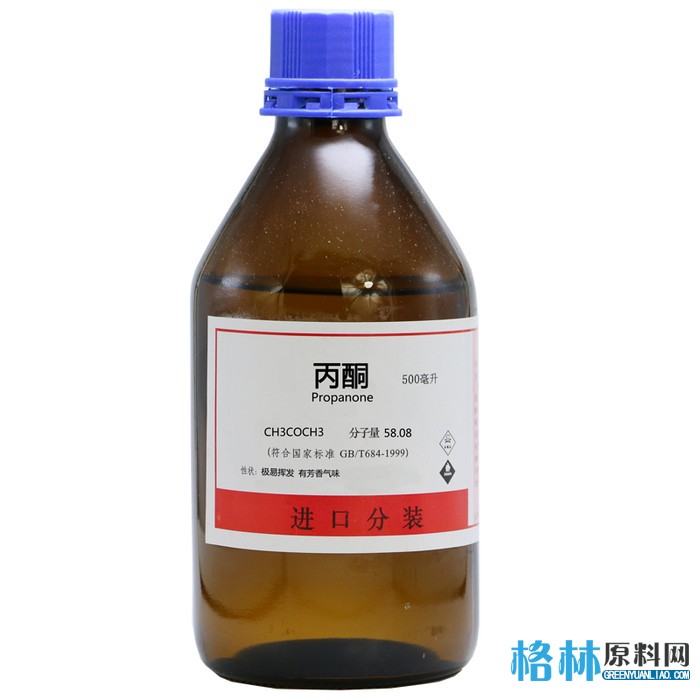 丙酮
500毫升
Propanone
CH3COCH3 分子量 58.08
(符合国家标准 GB/T684-1999)
性状: 极易挥发 有芳香气味
进口分装
格林原料网
GREENYUANLIAO.COM